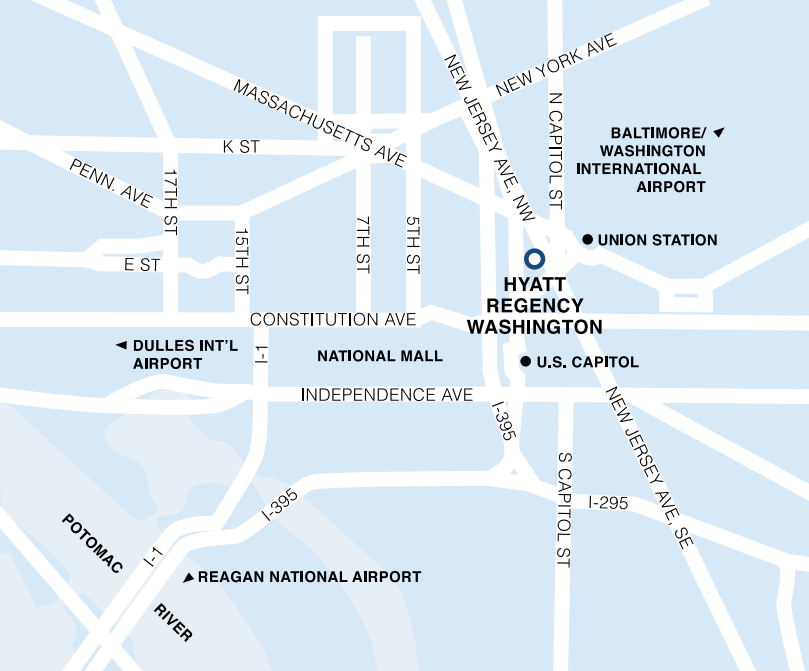 NEW YORK AVE
NEW JERSEY AVE, NW
MASSACHUSETTS AVE
N CAPITOL ST
BALTIMORE/
WASHINGTON
INTERNATIONAL
AIRPORT
K ST
PENN. AVE
17TH ST
15TH ST
7TH ST
5TH ST
UNION STATION
E ST
HYATT
REGENCY
WASHINGTON
CONSTITUTION AVE
DULLES INT'L
AIRPORT
I-1
NATIONAL MALL
U.S. CAPITOL
INDEPENDENCE AVE
I-395
NEW JERSEY AVE, SE
S CAPITOL ST
I-395
I-295
POTOMAC
I-1
REAGAN NATIONAL AIRPORT
RIVER